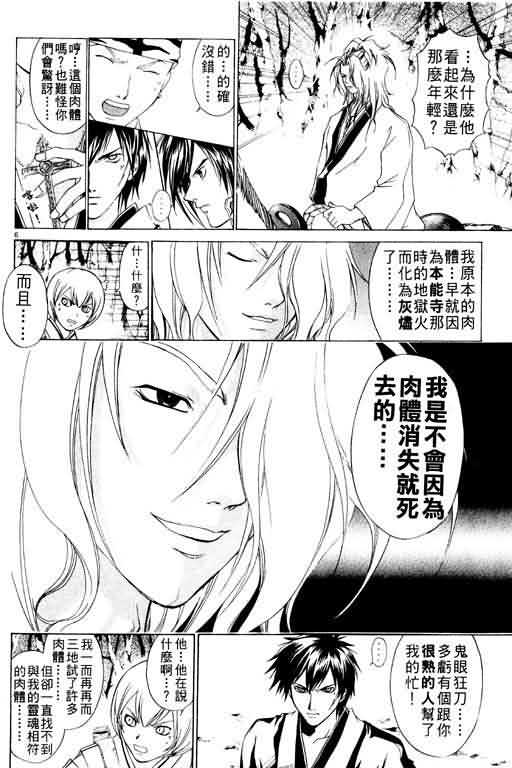 …為什麼他
看起來還是
那麼年輕？
……
的…的確
沒錯……
哼…這個肉體
嗎？也難怪你
們會驚訝……
……
6
我原本的肉
體…早就因
為本能寺那
時的地獄火
而化為灰燼
了……
什…什麼？
而且……
我是不會因為
肉體消失就死
去的……
鬼眼狂刀…
多虧有個跟你
很熟的人幫了
我的忙！
……
他…他在說
什麼啊…？
我一而再再而
三地試了許多
肉體……
但卻一直找不到
與我的靈魂相符
的肉體……